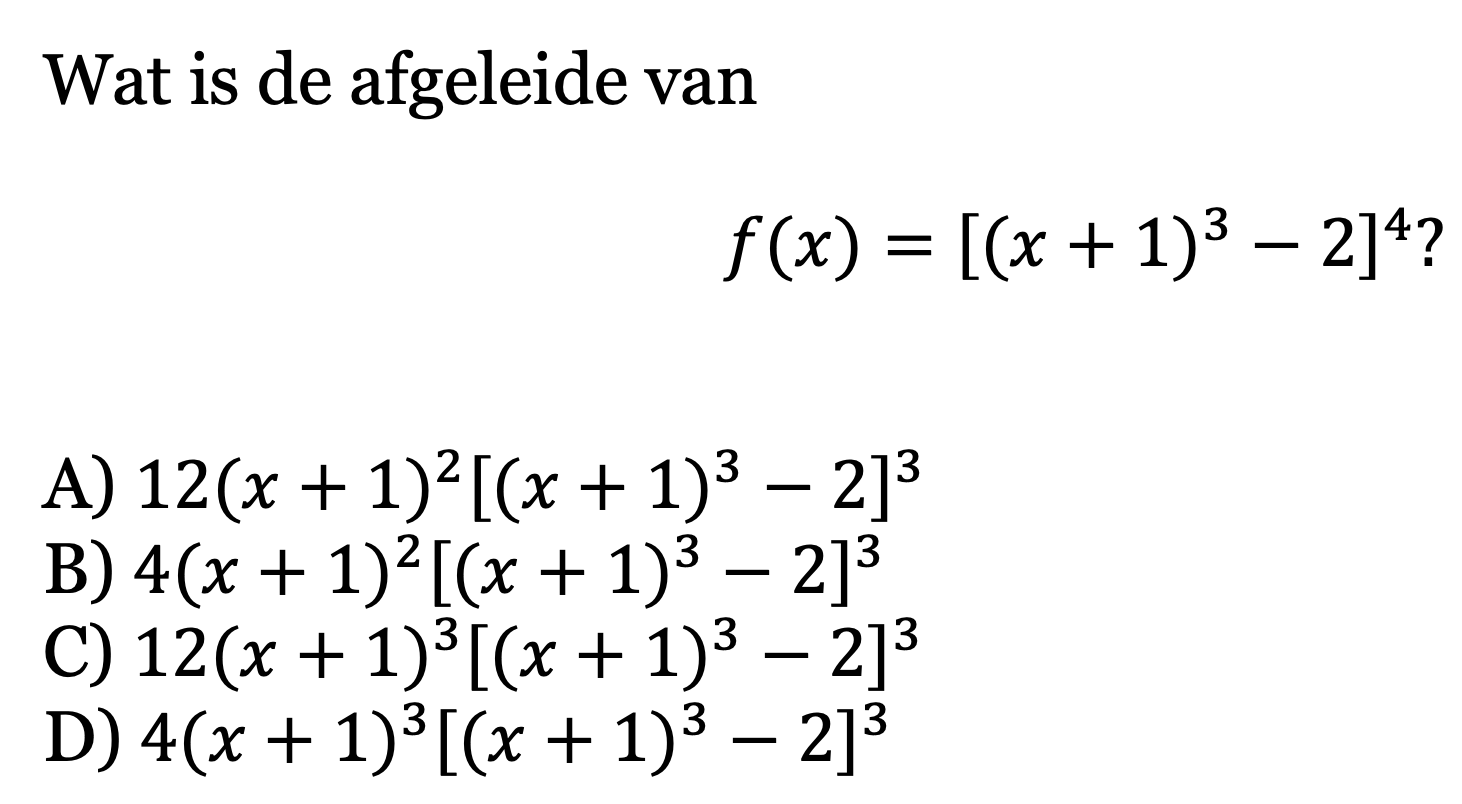 Wat is de afgeleide van
f(x) = [(x + 1)³ − 2]⁴?
A) 12(x + 1)²[(x + 1)³ − 2]³
B) 4(x + 1)²[(x + 1)³ − 2]³
C) 12(x + 1)³[(x + 1)³ − 2]³
D) 4(x + 1)³[(x + 1)³ − 2]³